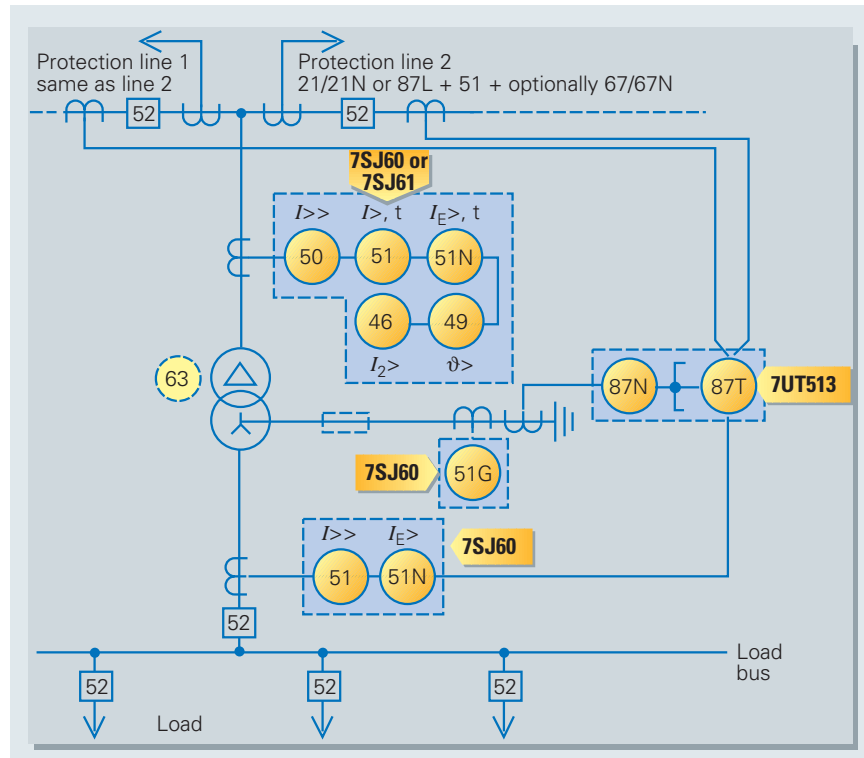 Protection line 1
same as line 2
Protection line 2
21/21N or 87L + 51 + optionally 67/67N
52
52
7SJ60 or
7SJ61
I>>
I>, t
IE>, t
50
51
51N
46
49
I2>
ϑ>
63
87N
87T
7UT513
7SJ60
51G
I>>
IE>
7SJ60
51
51N
52
Load
bus
52
52
52
Load